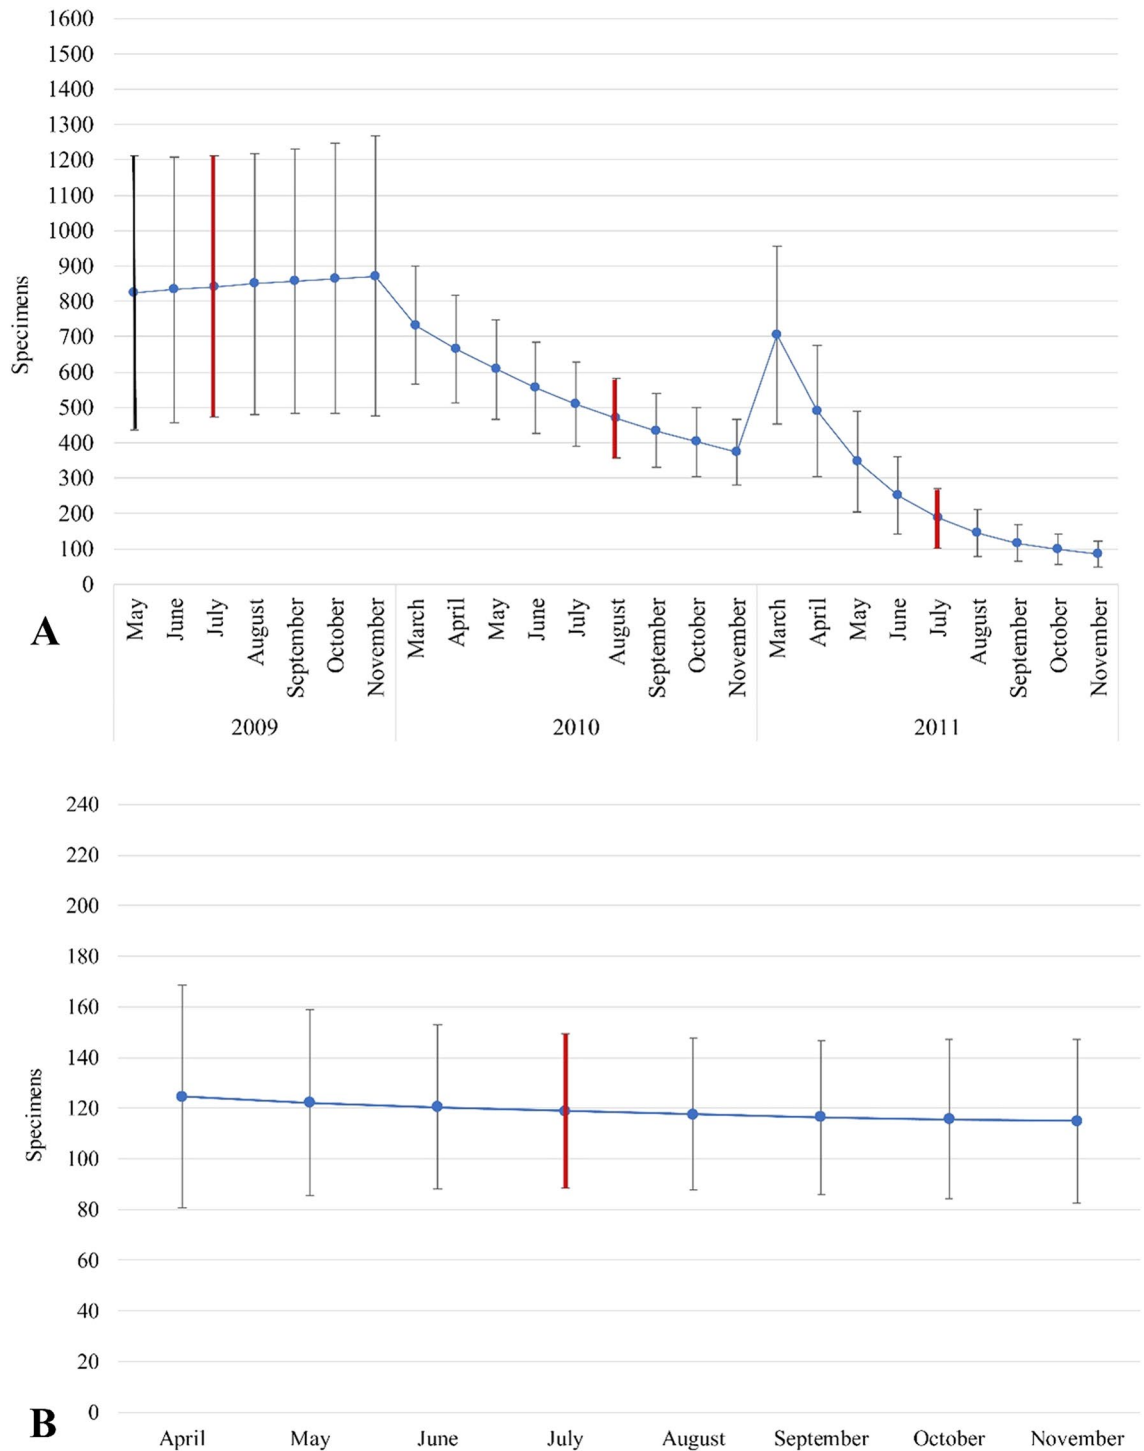 1600
1500
1400
1300
1200
1100
1000
900
800
700
600
500
400
300
200
100
0
Specimens
May
June
July
August
September
October
November
March
April
May
June
July
August
September
October
November
March
April
May
June
July
August
September
October
November
2009 2010 2011
A
240
220
200
180
160
140
120
100
80
60
40
20
0
Specimens
April May June July August September October November
B